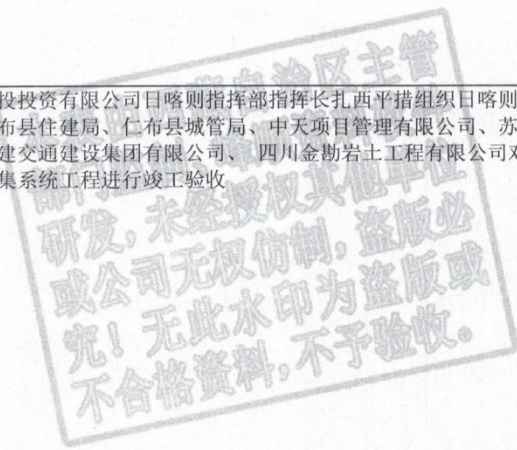 投投资有限公司日喀则指挥部指挥长扎西平措组织日喀则
布县住建局、仁布县城管局、中天项目管理有限公司、苏
建交通建设集团有限公司、 四川金勘岩土工程有限公司对
集系统工程进行竣工验收
自治区主管
研发，未经授权其他单位
或公司无权仿制，盗版必
究！无此水印为盗版或
不合格资料，不予验收。